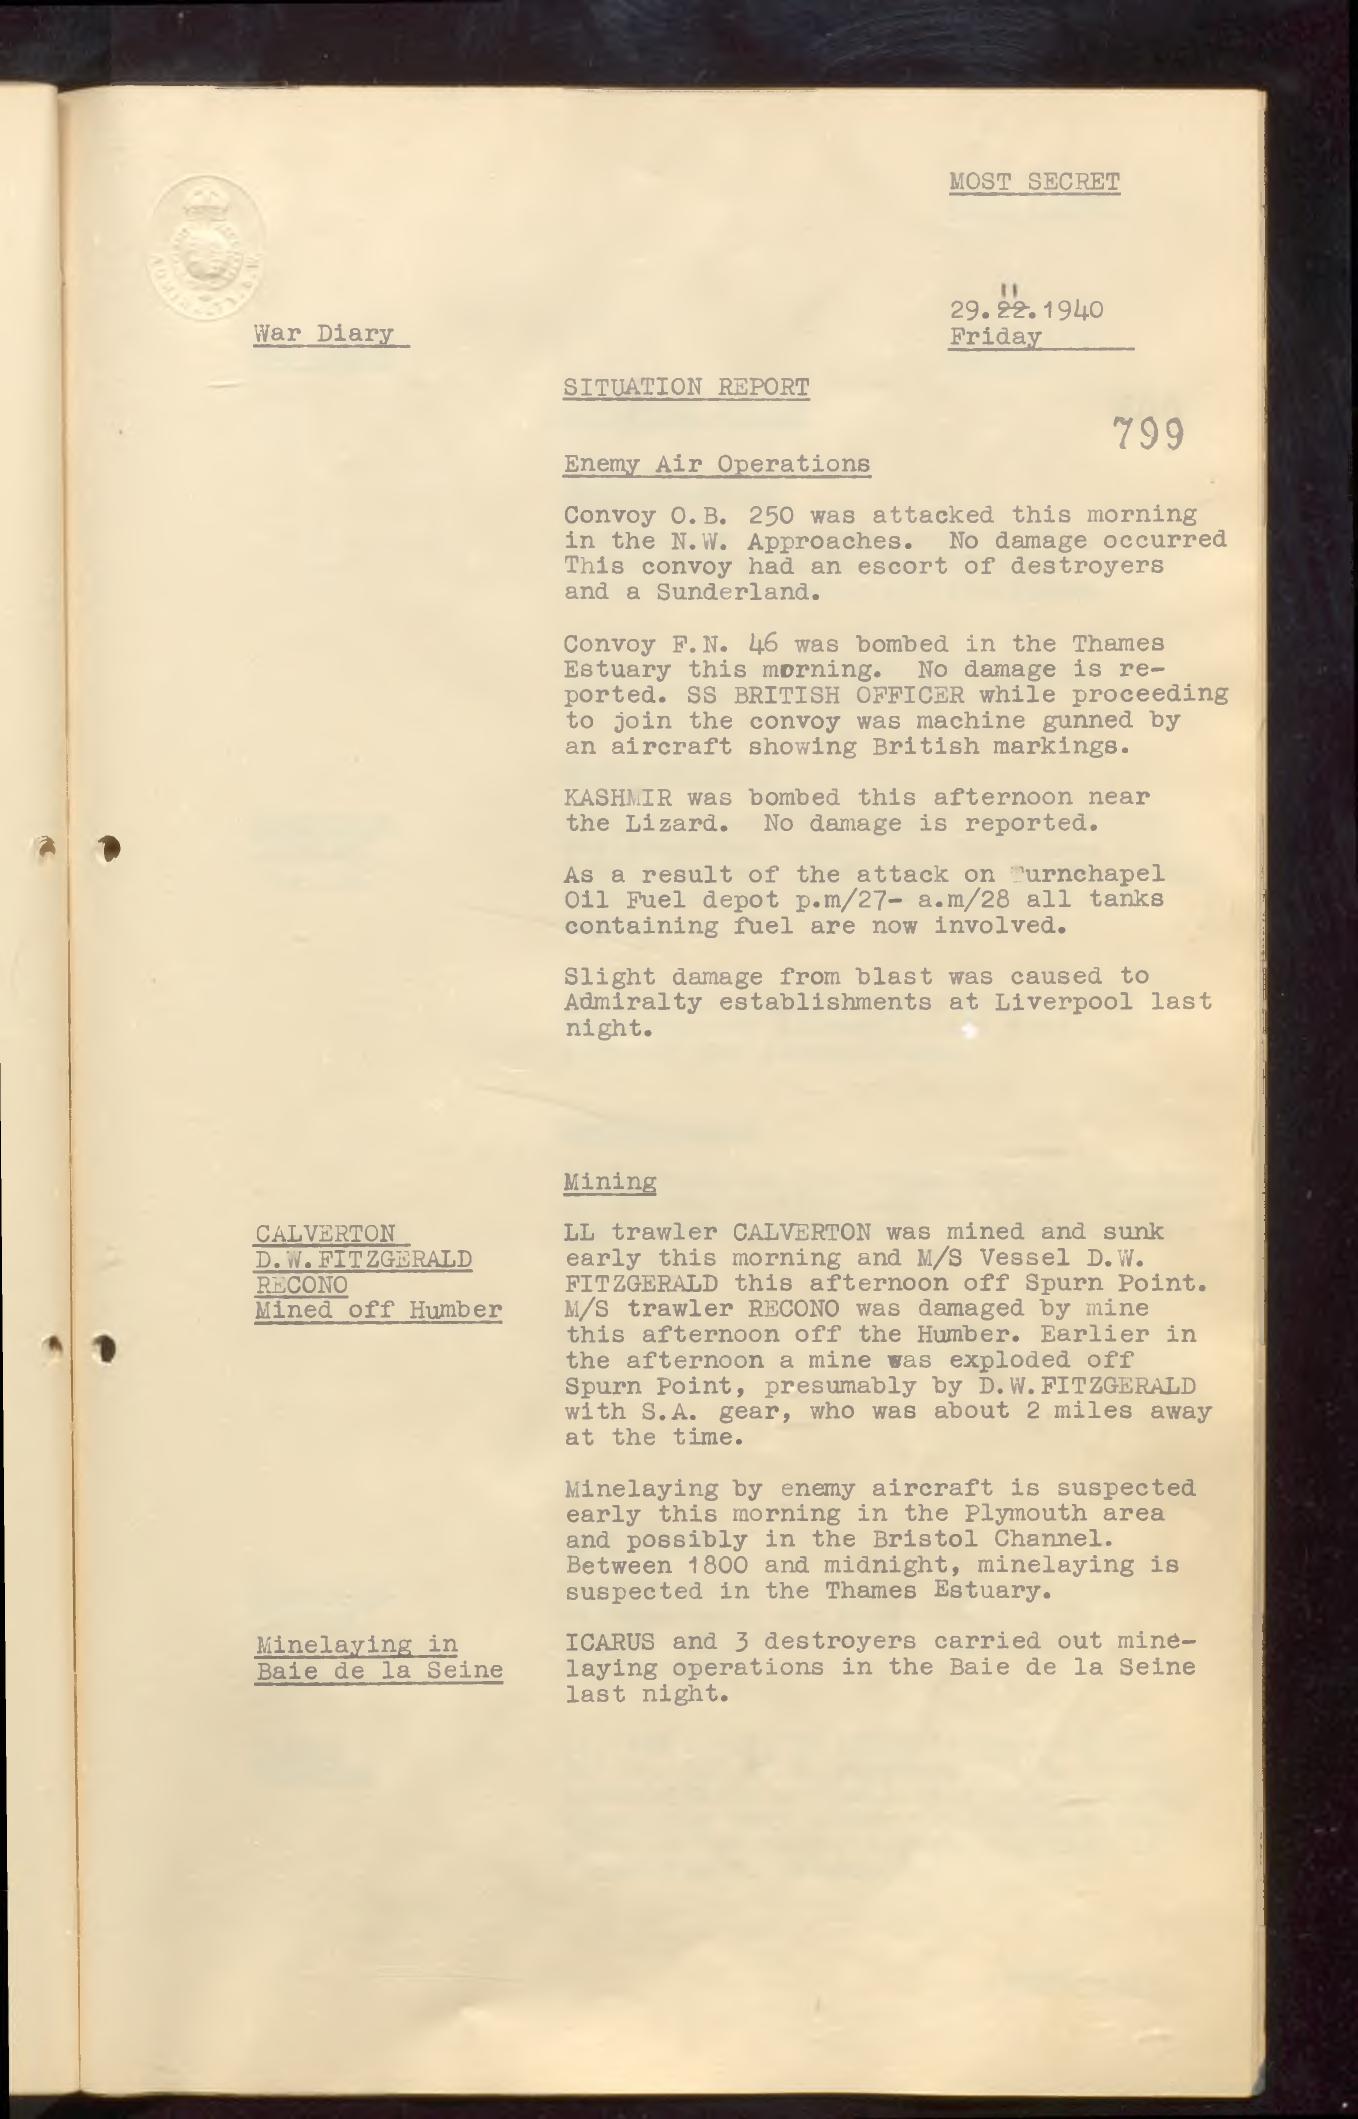 MOST SECRET
11
29.22.1940
War Diary
Friday
SITUATION REPORT
799
Enemy Air Operations
Convoy O.B. 250 was attacked this morning
in the N.W. Approaches. No damage occurred
This convoy had an escort of destroyers
and a Sunderland.
Convoy F.N. 46 was bombed in the Thames
Estuary this morning. No damage is re-
ported. SS BRITISH OFFICER while proceeding
to join the convoy was machine gunned by
an aircraft showing British markings.
KASHMIR was bombed this afternoon near
the Lizard. No damage is reported.
As a result of the attack on Turnchapel
Oil Fuel depot p.m/27- a.m/28 all tanks
containing fuel are now involved.
Slight damage from blast was caused to
Admiralty establishments at Liverpool last
night.
Mining
CALVERTON
D.W.FITZGERALD
RECONO
Mined off Humber
LL trawler CALVERTON was mined and sunk
early this morning and M/S Vessel D.W.
FITZGERALD this afternoon off Spurn Point.
M/S trawler RECONO was damaged by mine
this afternoon off the Humber. Earlier in
the afternoon a mine was exploded off
Spurn Point, presumably by D.W.FITZGERALD
with S.A. gear, who was about 2 miles away
at the time.
Minelaying by enemy aircraft is suspected
early this morning in the Plymouth area
and possibly in the Bristol Channel.
Between 1800 and midnight, minelaying is
suspected in the Thames Estuary.
Minelaying in
Baie de la Seine
ICARUS and 3 destroyers carried out mine-
laying operations in the Baie de la Seine
last night.